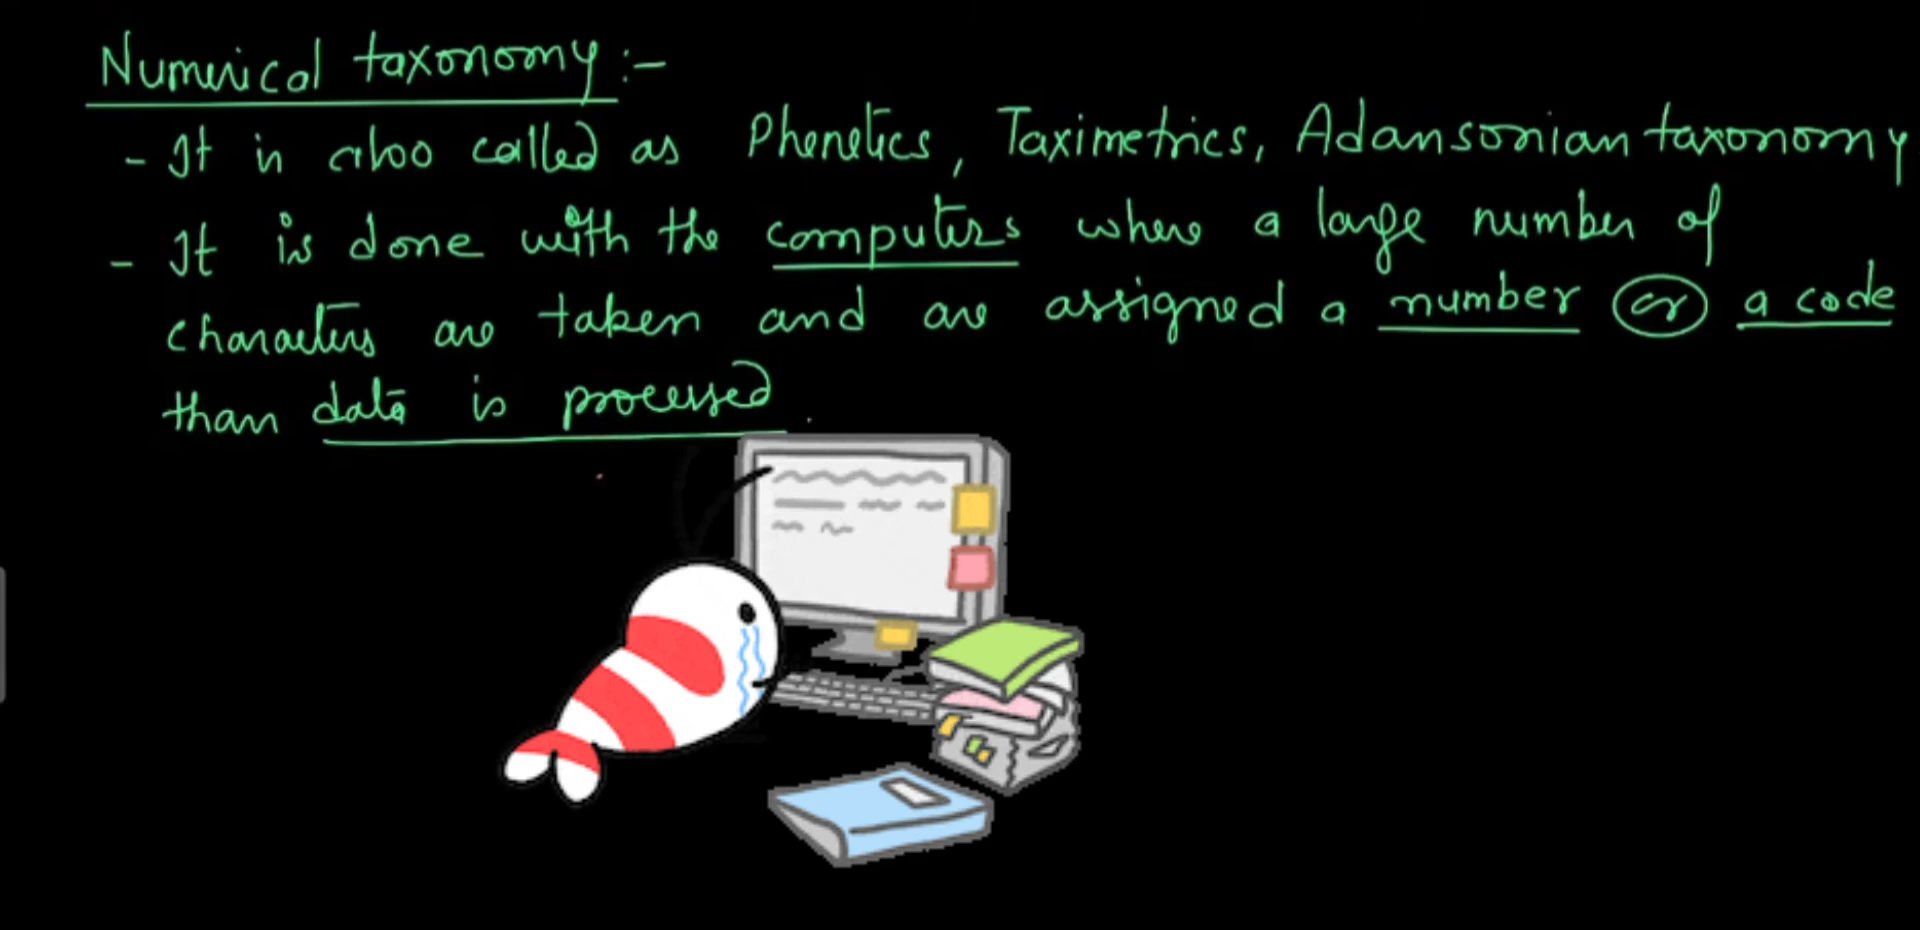 Numerical taxonomy :-
- It is also called as Phenetics, Taximetrics, Adansonian taxonomy
- It is done with the computers where a large number of
characters are taken and are assigned a number or a code
than data is processed.